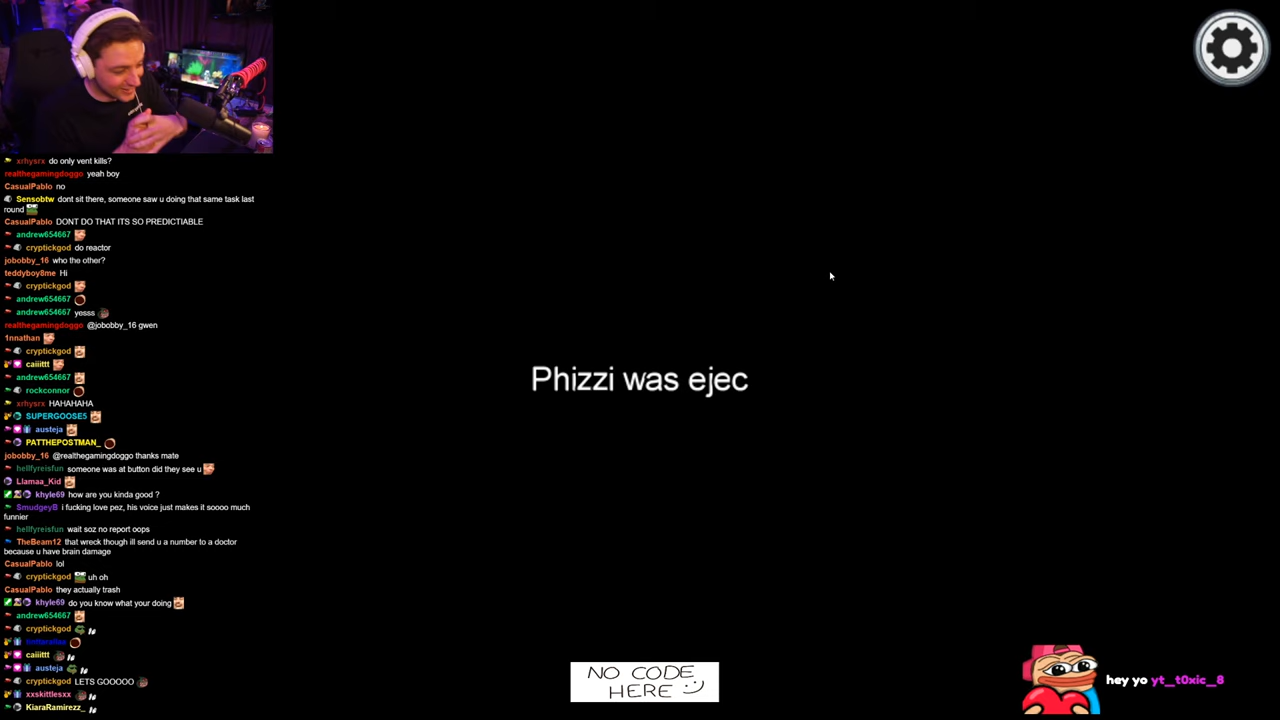 xrhysrx do only vent kills?
realthegamingdoggo yeah boy
CasualPablo no
Sensobtw dont sit there, someone saw u doing that same task last
round
CasualPablo DONT DO THAT ITS SO PREDICTIABLE
andrew654667
cryptickgod do reactor
jobobby_16 who the other?
teddyboy8me Hi
cryptickgod
andrew654667
andrew654667 yesss
realthegamingdoggo @jobobby_16 gwen
1nnathan
cryptickgod
caiiittt
andrew654667
rockconnor
xrhysrx HAHAHAHA
SUPERGOOSE5
austeja
PATTHEPOSTMAN_
jobobby_16 @realthegamingdoggo thanks mate
hellfyreisfun someone was at button did they see u
Llamaa_Kid
khyle69 how are you kinda good ?
SmudgeyB i fucking love pez, his voice just makes it soooo much
funnier
hellfyreisfun wait soz no report oops
TheBeam12 that wreck though ill send u a number to a doctor
because u have brain damage
CasualPablo lol
cryptickgod uh oh
CasualPablo they actually trash
khyle69 do you know what your doing
andrew654667
cryptickgod
caiiittt
austeja
cryptickgod LETS GOOOOO
xxskittlesxx
KiaraRamirezz_
Phizzi was ejec
NO CODE
HERE :)
hey yo yt_t0xic_8